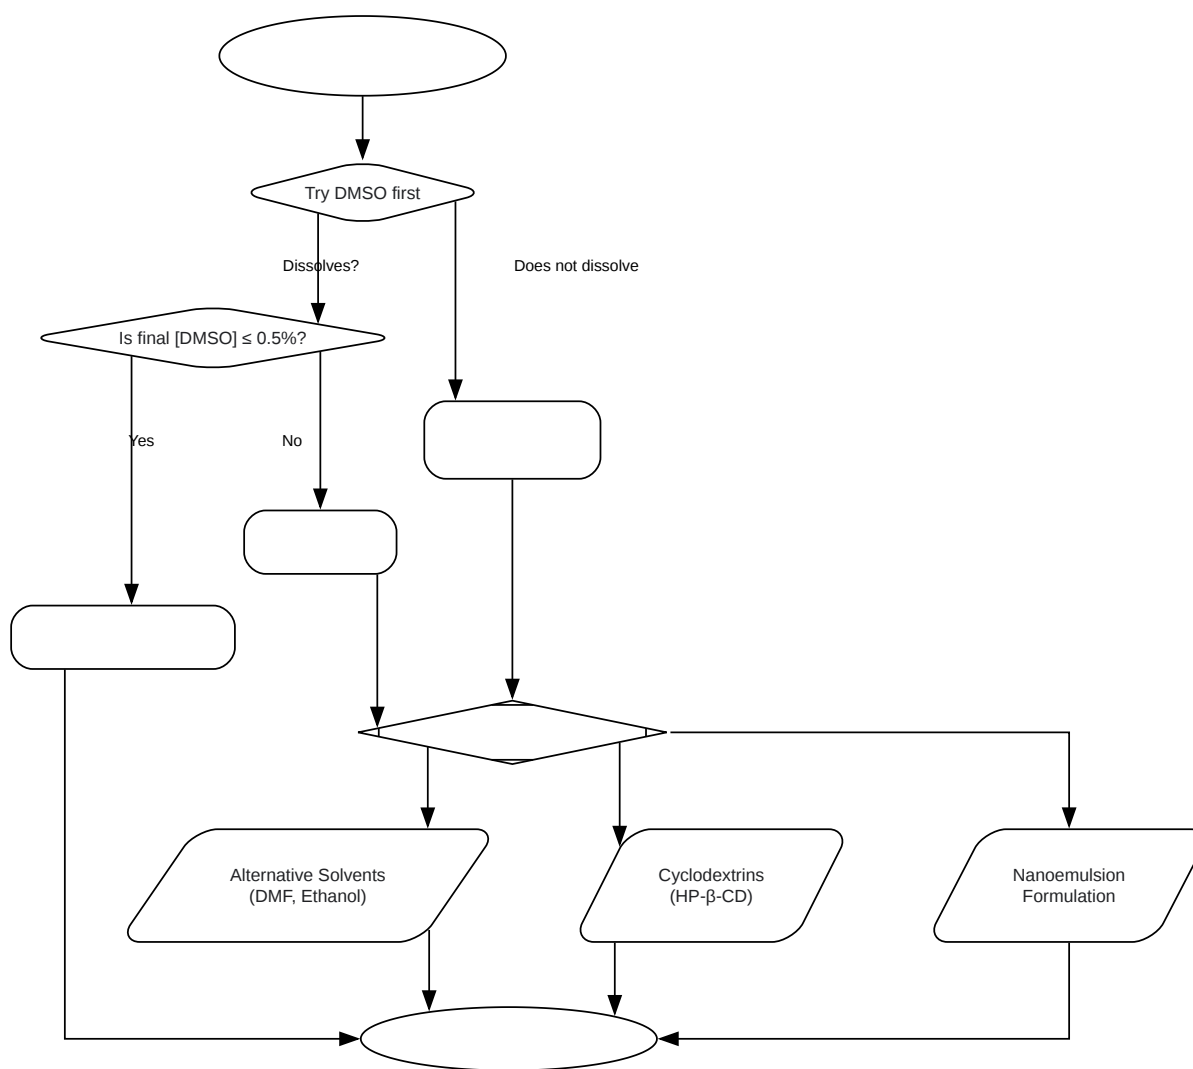 Try DMSO first
Dissolves?
Does not dissolve
Is final [DMSO] ≤ 0.5%?
Yes
No
Alternative Solvents
(DMF, Ethanol)
Cyclodextrins
(HP-β-CD)
Nanoemulsion
Formulation